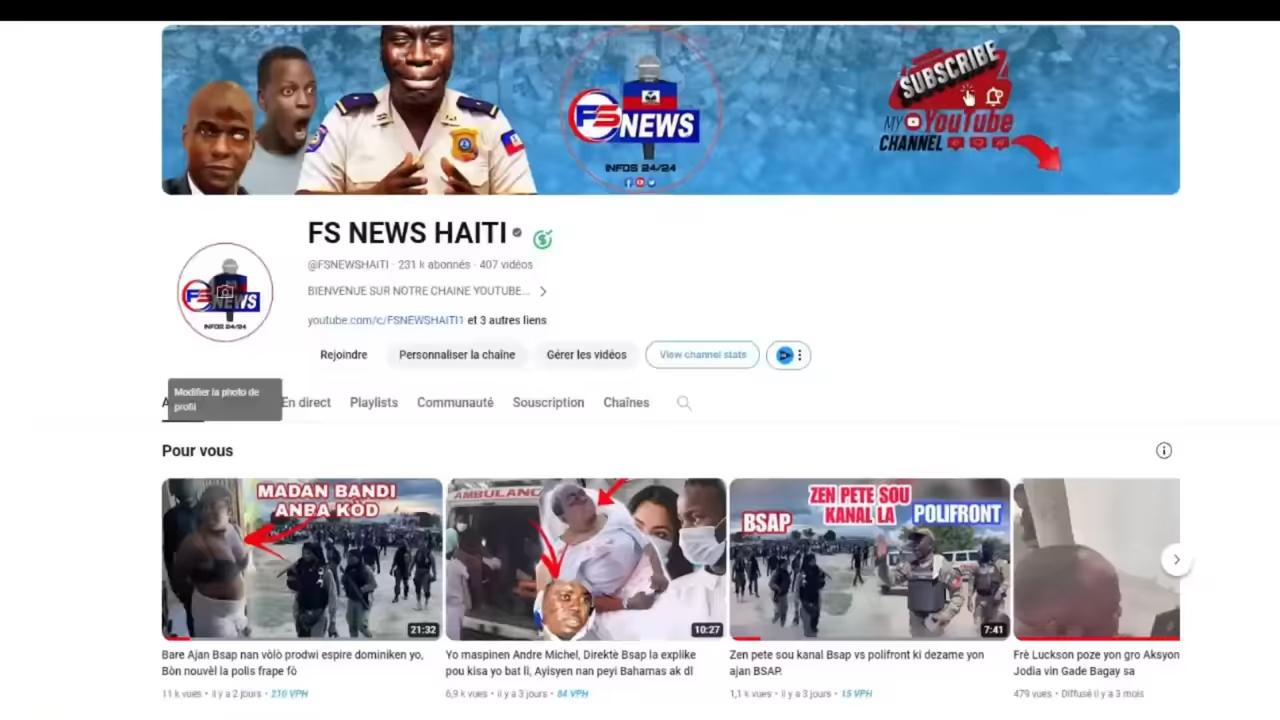 SUBSCRIBE
MY YouTube
CHANNEL
FS NEWS
INFOS 24/24
FS NEWS HAITI
@FSNEWSHAITI · 231 k abonnés · 407 vidéos
BIENVENUE SUR NOTRE CHAINE YOUTUBE...
youtube.com/c/FSNEWSHAITI1 et 3 autres liens
FS NEWS
INFOS 24/24
Rejoindre Personnaliser la chaîne Gérer les vidéos View channel stats
Modifier la photo de
profil
A
En direct Playlists Communauté Souscription Chaînes
Pour vous
MADAN BANDI
ANBA KÒD
21:32
AMBULANC
10:27
ZEN PETE SOU
KANAL LA
BSAP
POLIFRONT
7:41
Bare Ajan Bsap nan vòlò prodwi espire dominiken yo,
Bòn nouvèl la polis frape fò
11 k vues • il y a 2 jours • 210 VPH
Yo maspinen Andre Michel, Direktè Bsap la eksplike
pou kisa yo bat li, Ayisyen nan peyi Bahamas ak dl
6,9 k vues • il y a 3 jours • 84 VPH
Zen pete sou kanal Bsap vs polifront ki dezame yon
ajan BSAP.
1,1 k vues • il y a 3 jours • 15 VPH
Frè Luckson poze yon gro Aksyon
Jodia vin Gade Bagay sa
479 vues • Diffusé il y a 3 mois